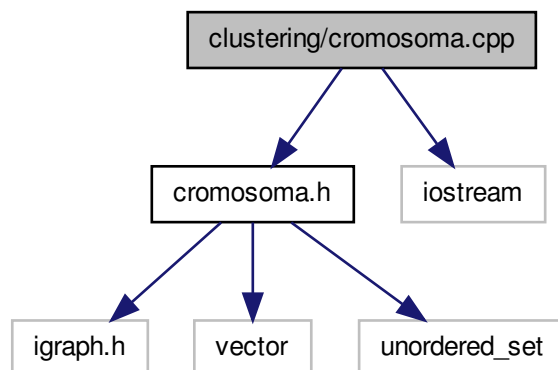 clustering/cromosoma.cpp
cromosoma.h
iostream
igraph.h
vector
unordered_set